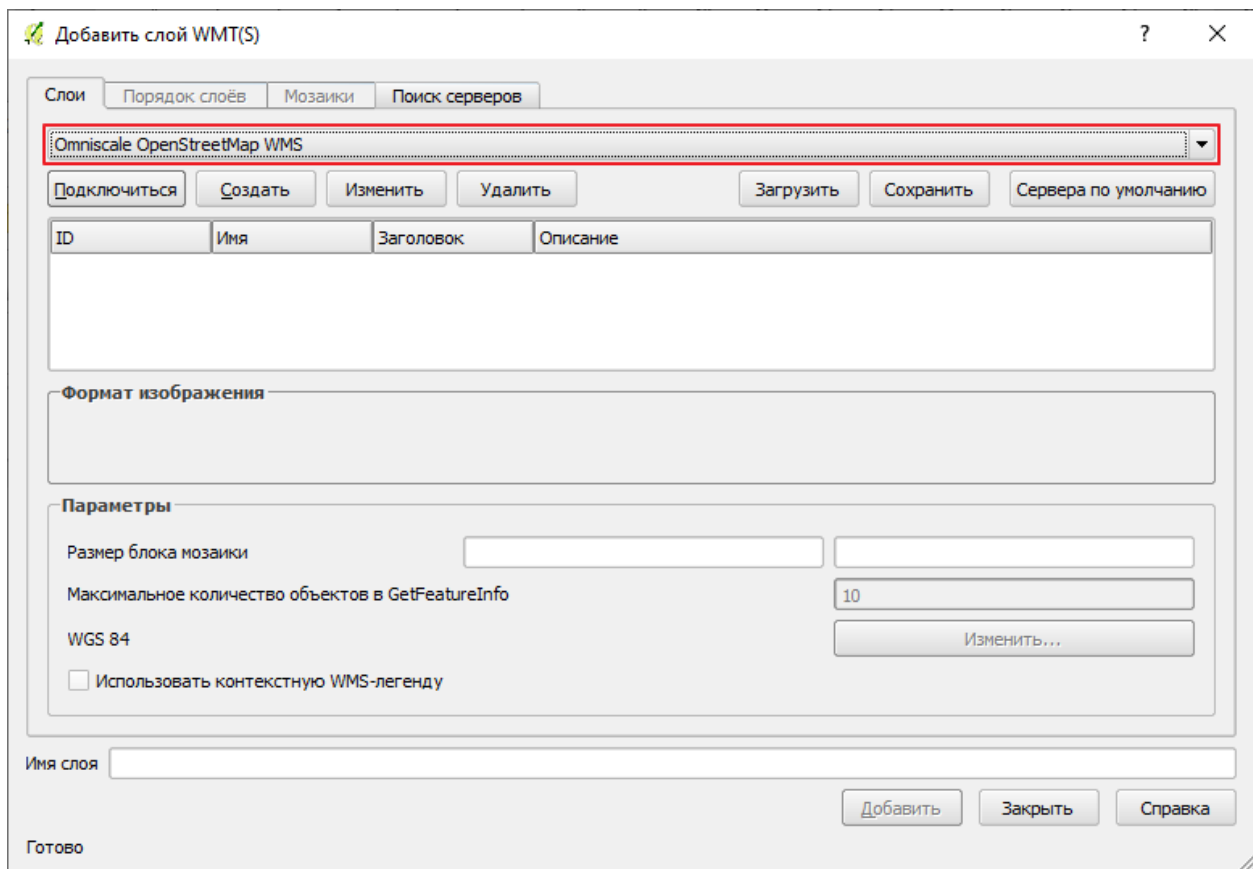 Добавить слой WMT(S) ?
Слои Порядок слоёв Мозаики Поиск серверов
Omniscale OpenStreetMap WMS
Подключиться Создать Изменить Удалить Загрузить Сохранить Сервера по умолчанию
ID Имя Заголовок Описание
Формат изображения
Параметры
Размер блока мозаики
Максимальное количество объектов в GetFeatureInfo 10
WGS 84 Изменить...
Использовать контекстную WMS-легенду
Имя слоя
Добавить Закрыть Справка
Готово